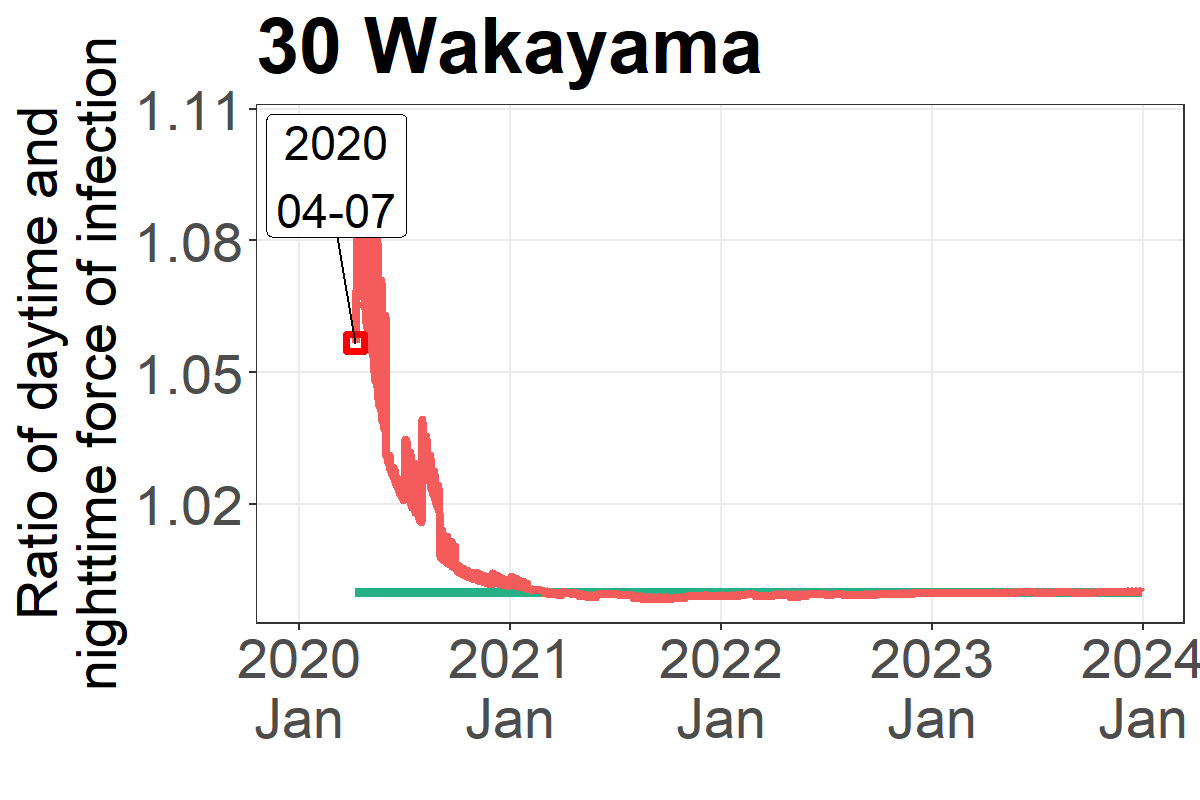 30 Wakayama
Ratio of daytime and
nighttime force of infection
1.11
1.08
1.05
1.02
2020
04-07
2020
Jan
2021
Jan
2022
Jan
2023
Jan
2024
Jan